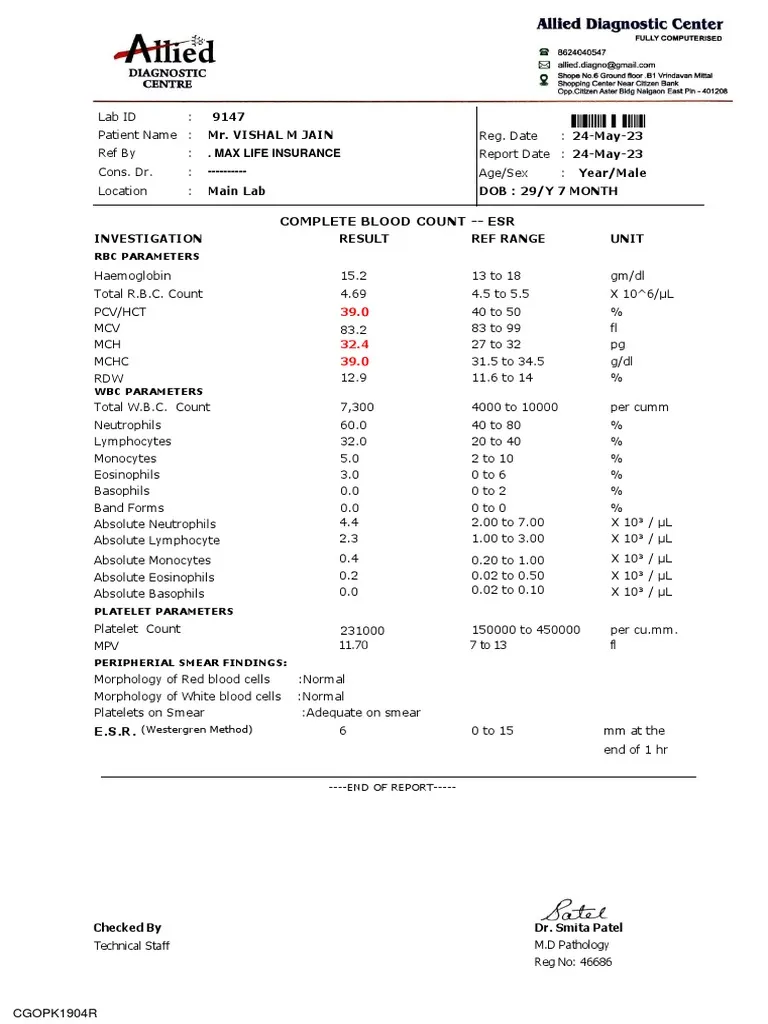 Allied
DIAGNOSTIC
CENTRE
Allied Diagnostic Center
FULLY COMPUTERISED
8624040547
allied.diagno@gmail.com
Shope No.6 Ground floor .B1 Vrindavan Mittal
Shopping Center Near Citizen Bank
Opp.Citizen Aster Bldg Nalgaon East Pin - 401208
Lab ID : 9147
Patient Name : Mr. VISHAL M JAIN
Reg. Date : 24-May-23
Ref By : . MAX LIFE INSURANCE
Report Date : 24-May-23
Cons. Dr. : ----------
Age/Sex : Year/Male
Location : Main Lab
DOB : 29/Y 7 MONTH
COMPLETE BLOOD COUNT -- ESR
INVESTIGATION RESULT REF RANGE UNIT
RBC PARAMETERS
Haemoglobin 15.2 13 to 18 gm/dl
Total R.B.C. Count 4.69 4.5 to 5.5 X 10^6/µL
PCV/HCT 39.0 40 to 50 %
MCV 83.2 83 to 99 fl
MCH 32.4 27 to 32 pg
MCHC 39.0 31.5 to 34.5 g/dl
RDW 12.9 11.6 to 14 %
WBC PARAMETERS
Total W.B.C. Count 7,300 4000 to 10000 per cumm
Neutrophils 60.0 40 to 80 %
Lymphocytes 32.0 20 to 40 %
Monocytes 5.0 2 to 10 %
Eosinophils 3.0 0 to 6 %
Basophils 0.0 0 to 2 %
Band Forms 0.0 0 to 0 %
Absolute Neutrophils 4.4 2.00 to 7.00 X 10³ / µL
Absolute Lymphocyte 2.3 1.00 to 3.00 X 10³ / µL
Absolute Monocytes 0.4 0.20 to 1.00 X 10³ / µL
Absolute Eosinophils 0.2 0.02 to 0.50 X 10³ / µL
Absolute Basophils 0.0 0.02 to 0.10 X 10³ / µL
PLATELET PARAMETERS
Platelet Count 231000 150000 to 450000 per cu.mm.
MPV 11.70 7 to 13 fl
PERIPHERIAL SMEAR FINDINGS:
Morphology of Red blood cells :Normal
Morphology of White blood cells :Normal
Platelets on Smear :Adequate on smear
E.S.R. (Westergren Method) 6 0 to 15 mm at the
end of 1 hr
----END OF REPORT-----
Satel
Checked By
Dr. Smita Patel
Technical Staff
M.D Pathology
Reg No: 46686
CGOPK1904R